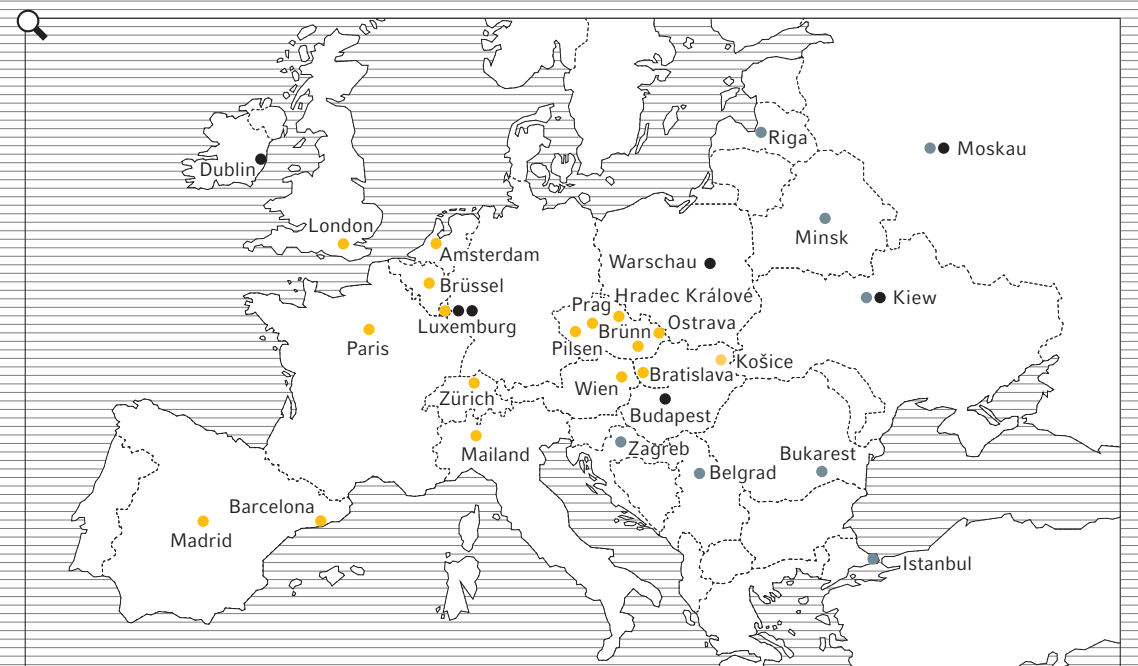 Riga
Moskau
Dublin
London
Minsk
Amsterdam
Warschau
Brüssel
Hradec Králové
Kiew
Prag
Ostrava
Luxemburg
Brünn
Paris
Pilsen
Košice
Bratislava
Wien
Zürich
Budapest
Zagreb
Mailand
Bukarest
Belgrad
Barcelona
Madrid
Istanbul